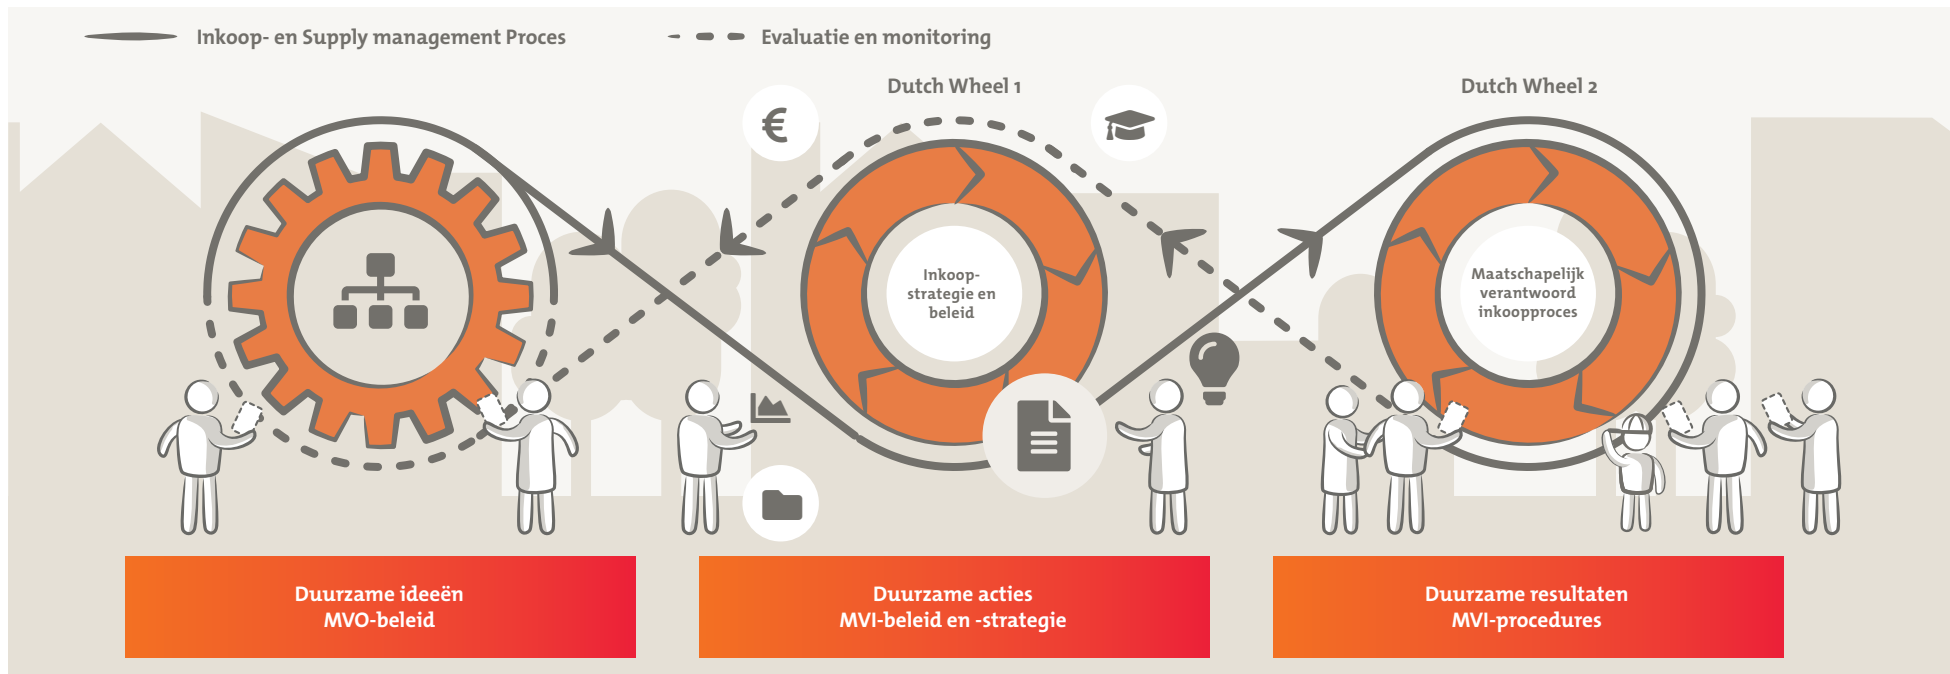 Inkoop- en Supply management Proces
Evaluatie en monitoring
Dutch Wheel 1
Dutch Wheel 2
€
Inkoop-
strategie en
beleid
Maatschapelijk
verantwoord
inkoopproces
Duurzame ideeën
MVO-beleid
Duurzame acties
MVI-beleid en -strategie
Duurzame resultaten
MVI-procedures